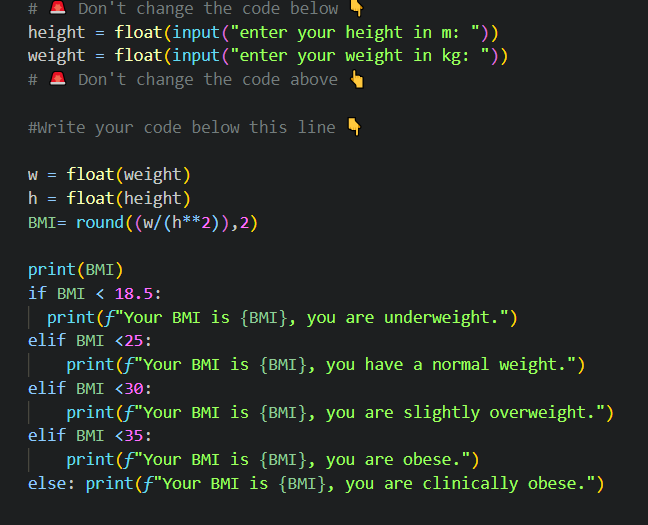 # 🚨 Don't change the code below 👇
height = float(input("enter your height in m: "))
weight = float(input("enter your weight in kg: "))
# 🚨 Don't change the code above 👆
#Write your code below this line 👇
w = float(weight)
h = float(height)
BMI= round((w/(h**2)),2)
print(BMI)
if BMI < 18.5:
  print(f"Your BMI is {BMI}, you are underweight.")
elif BMI <25:
    print(f"Your BMI is {BMI}, you have a normal weight.")
elif BMI <30:
    print(f"Your BMI is {BMI}, you are slightly overweight.")
elif BMI <35:
    print(f"Your BMI is {BMI}, you are obese.")
else: print(f"Your BMI is {BMI}, you are clinically obese.")